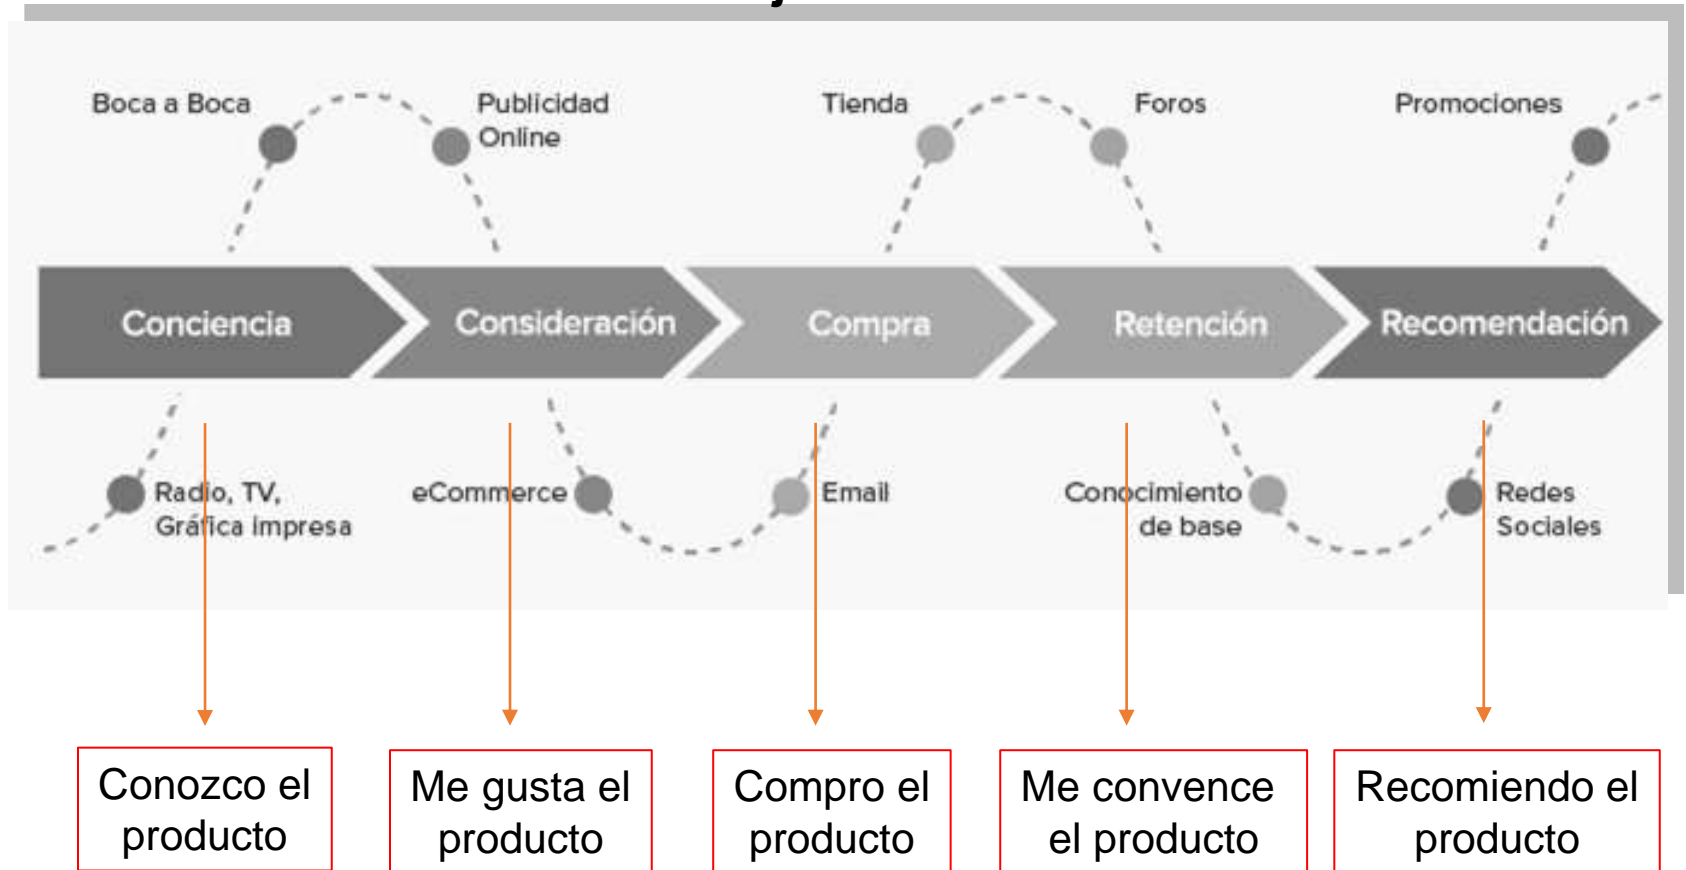 Boca a Boca
Publicidad
Online
Tienda
Foros
Promociones
Conciencia
Consideración
Compra
Retención
Recomendación
Radio, TV,
Gráfica impresa
eCommerce
Email
Conocimiento
de base
Redes
Sociales
Conozco el
producto
Me gusta el
producto
Compro el
producto
Me convence
el producto
Recomiendo el
producto